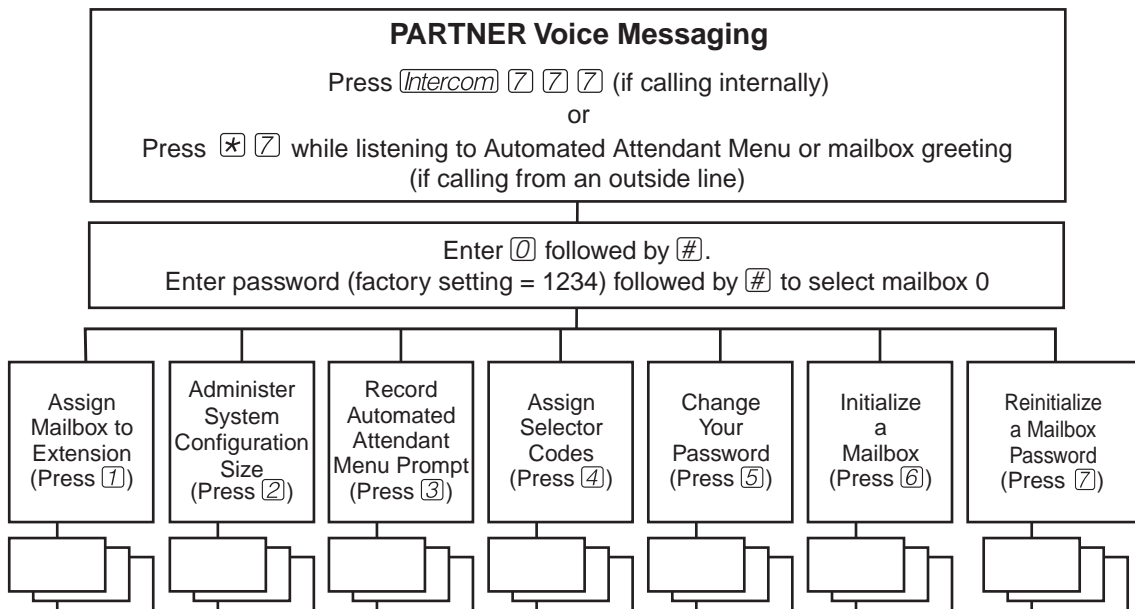 PARTNER Voice Messaging
Press Intercom 7 7 7 (if calling internally)
or
Press * 7 while listening to Automated Attendant Menu or mailbox greeting
(if calling from an outside line)
Enter 0 followed by #.
Enter password (factory setting = 1234) followed by # to select mailbox 0
Assign
Mailbox to
Extension
(Press 1)
Administer
System
Configuration
Size
(Press 2)
Record
Automated
Attendant
Menu Prompt
(Press 3)
Assign
Selector
Codes
(Press 4)
Change
Your
Password
(Press 5)
Initialize
a
Mailbox
(Press 6)
Reinitialize
a Mailbox
Password
(Press 7)